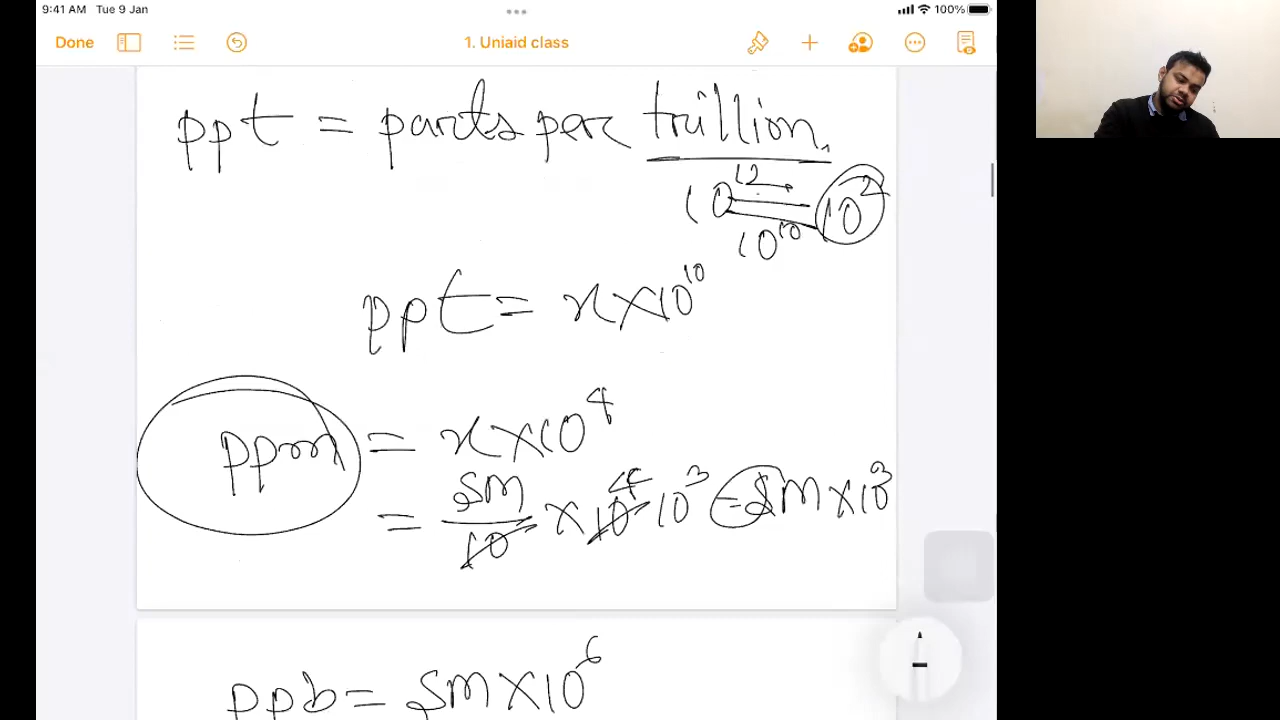 9:41 AM Tue 9 Jan 100%
Done 1. Uniaid class
ppt = parts per trillion,
10¹² 10²
10¹⁰
ppt = x×10¹⁰
ppm = x×10⁴
= SM/10 ×10⁴ 10³ = SM×10³
ppb = SM×10⁶